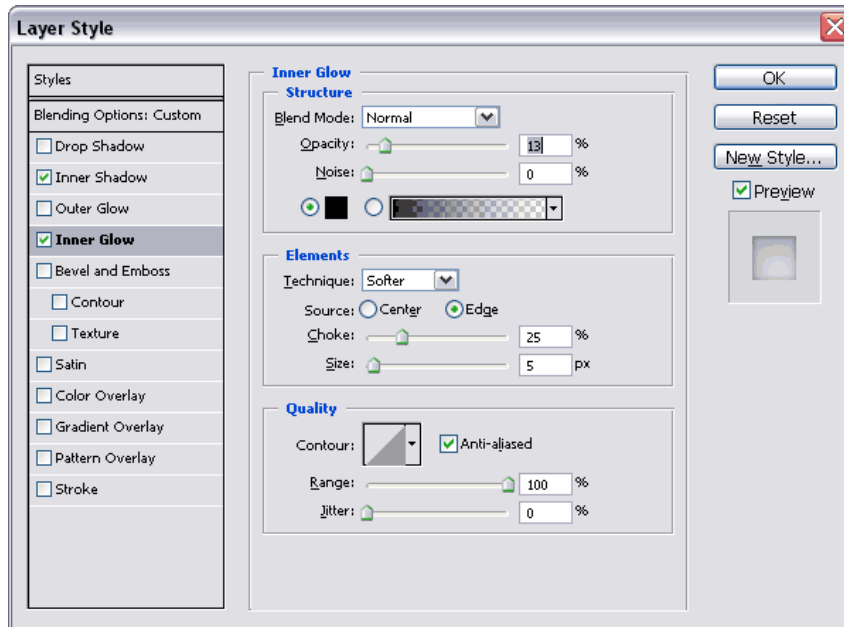 Layer Style
Styles
Blending Options: Custom
Drop Shadow
Inner Shadow
Outer Glow
Inner Glow
Bevel and Emboss
Contour
Texture
Satin
Color Overlay
Gradient Overlay
Pattern Overlay
Stroke
Inner Glow
Structure
Blend Mode: Normal
Opacity: 13 %
Noise: 0 %
Elements
Technique: Softer
Source: Center Edge
Choke: 25 %
Size: 5 px
Quality
Contour: Anti-aliased
Range: 100 %
Jitter: 0 %
OK
Reset
New Style...
Preview